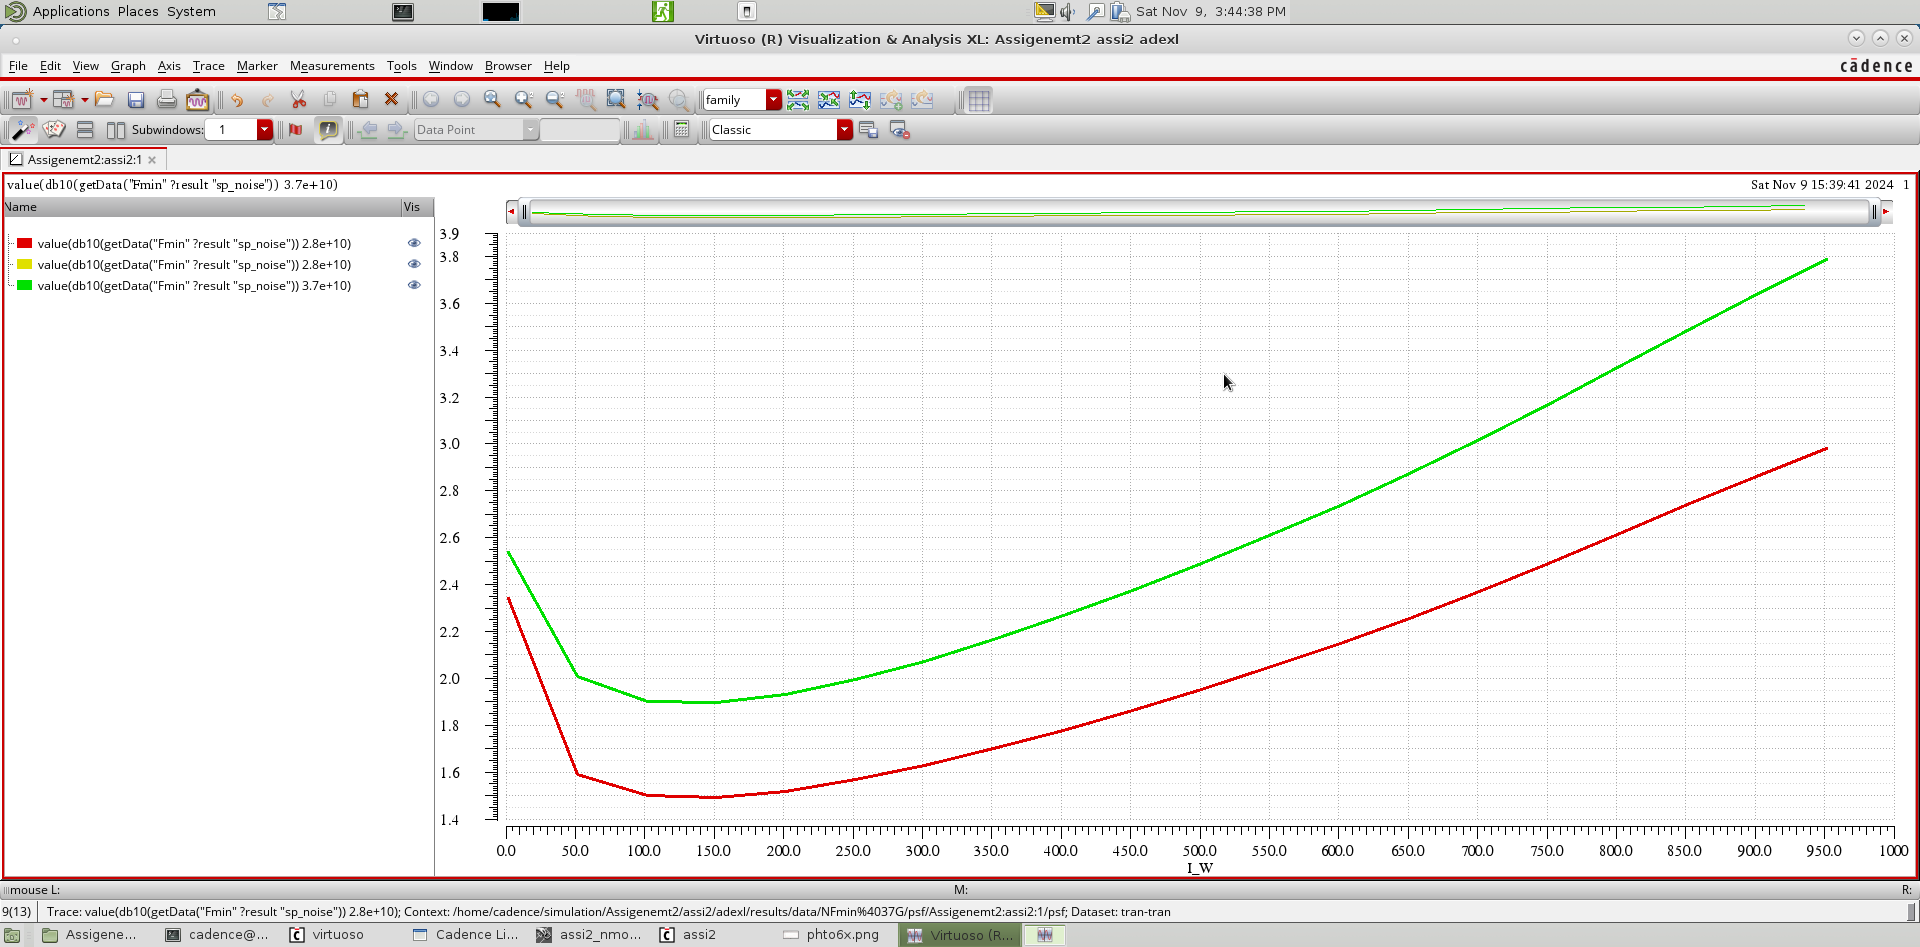 Applications Places System
Sat Nov 9, 3:44:38 PM
Virtuoso (R) Visualization & Analysis XL: Assigenemt2 assi2 adexl
File Edit View Graph Axis Trace Marker Measurements Tools Window Browser Help
cādence
family
Subwindows: 1
Data Point
Classic
Assigenemt2:assi2:1
value(db10(getData("Fmin" ?result "sp_noise")) 3.7e+10)
Sat Nov 9 15:39:41 2024 1
Name Vis
value(db10(getData("Fmin" ?result "sp_noise")) 2.8e+10)
value(db10(getData("Fmin" ?result "sp_noise")) 2.8e+10)
value(db10(getData("Fmin" ?result "sp_noise")) 3.7e+10)
3.9
3.8
3.6
3.4
3.2
3.0
2.8
2.6
2.4
2.2
2.0
1.8
1.6
1.4
0.0 50.0 100.0 150.0 200.0 250.0 300.0 350.0 400.0 450.0 500.0 550.0 600.0 650.0 700.0 750.0 800.0 850.0 900.0 950.0 1000
I_W
mouse L: M: R:
9(13) Trace: value(db10(getData("Fmin" ?result "sp_noise")) 2.8e+10); Context: /home/cadence/simulation/Assigenemt2/assi2/adexl/results/data/NFmin%4037G/psf/Assigenemt2:assi2:1/psf; Dataset: tran-tran
Assigene... cadence@... virtuoso Cadence Li... assi2_nmo... assi2 phto6x.png Virtuoso (R...